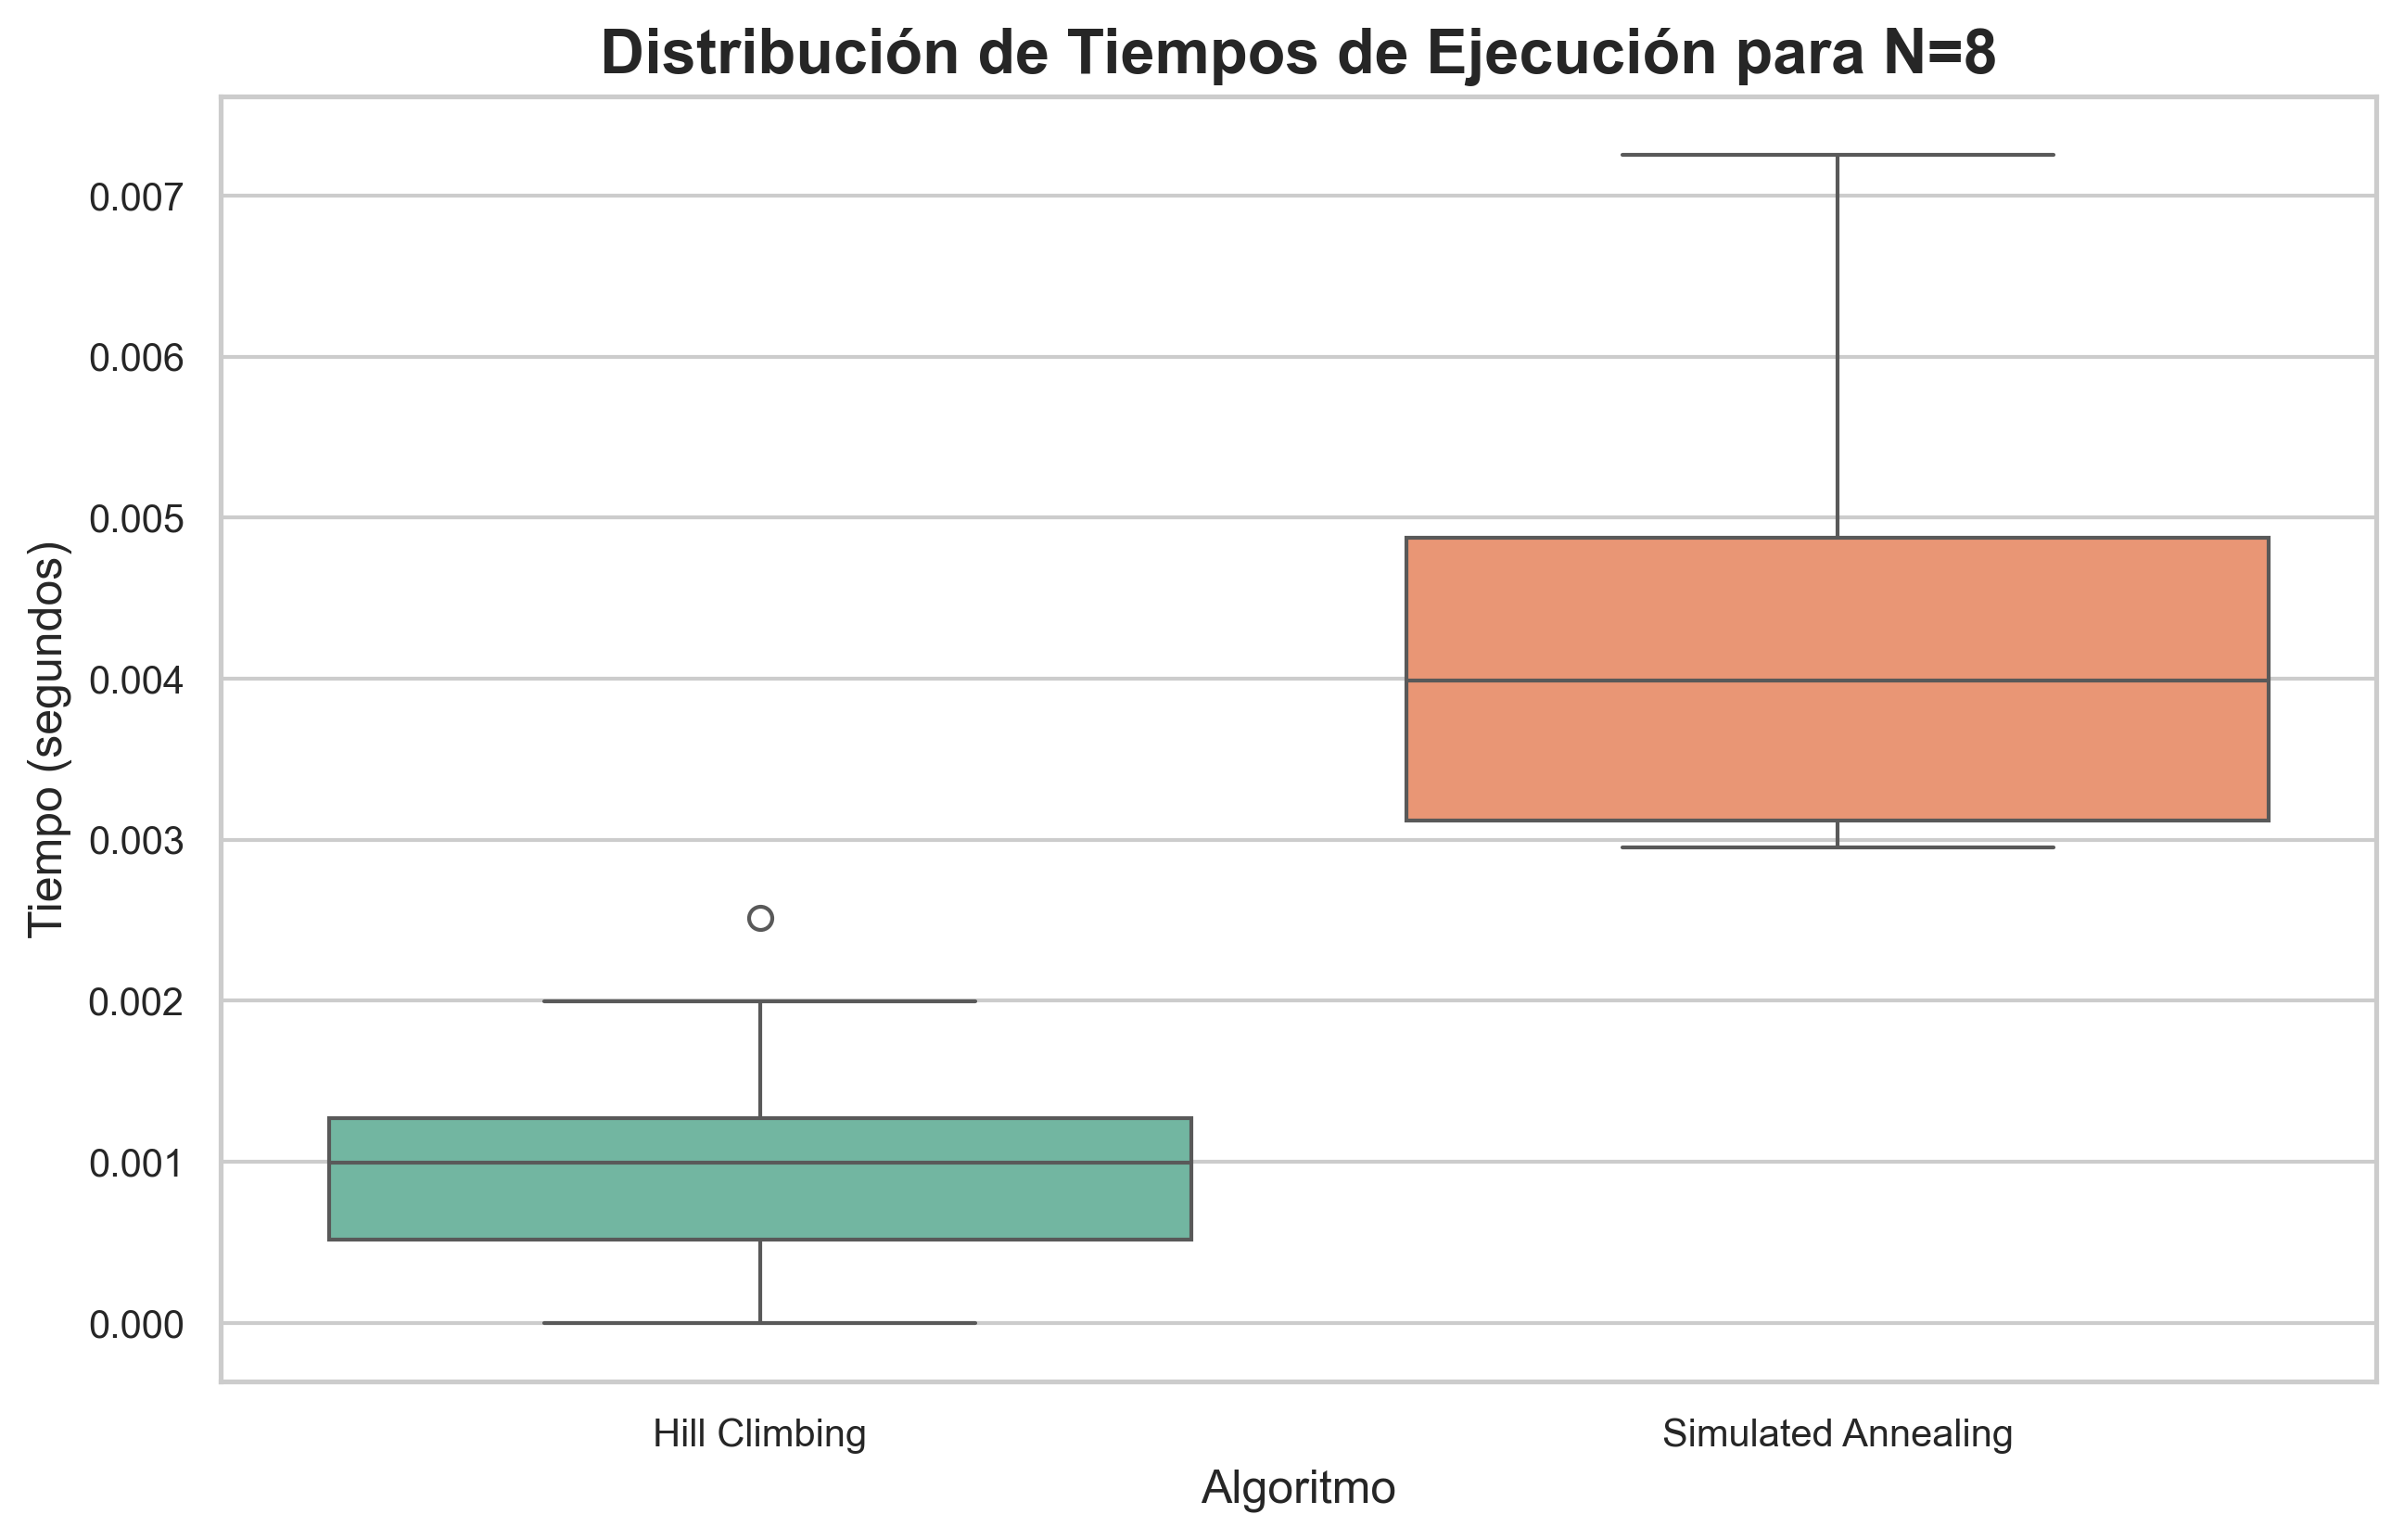 Distribución de Tiempos de Ejecución para N=8
Tiempo (segundos)
0.007
0.006
0.005
0.004
0.003
0.002
0.001
0.000
Hill Climbing
Simulated Annealing
Algoritmo